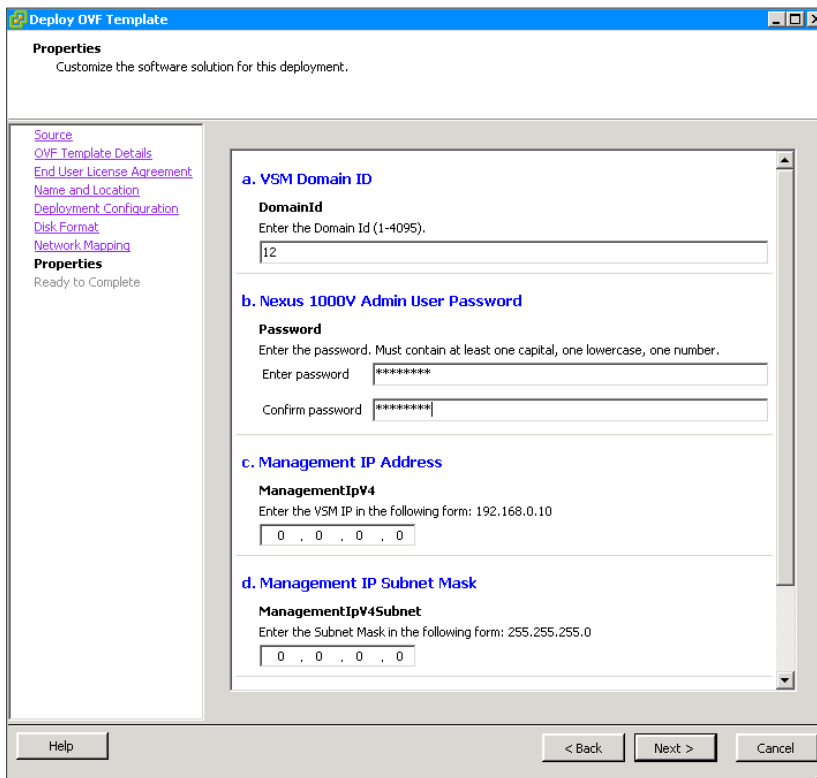 Deploy OVF Template
Properties
Customize the software solution for this deployment.
Source
OVF Template Details
End User License Agreement
Name and Location
Deployment Configuration
Disk Format
Network Mapping
Properties
Ready to Complete
a. VSM Domain ID
DomainId
Enter the Domain Id (1-4095).
12
b. Nexus 1000V Admin User Password
Password
Enter the password. Must contain at least one capital, one lowercase, one number.
Enter password ********
Confirm password ********
c. Management IP Address
ManagementIpV4
Enter the VSM IP in the following form: 192.168.0.10
0 . 0 . 0 . 0
d. Management IP Subnet Mask
ManagementIpV4Subnet
Enter the Subnet Mask in the following form: 255.255.255.0
0 . 0 . 0 . 0
Help < Back Next > Cancel